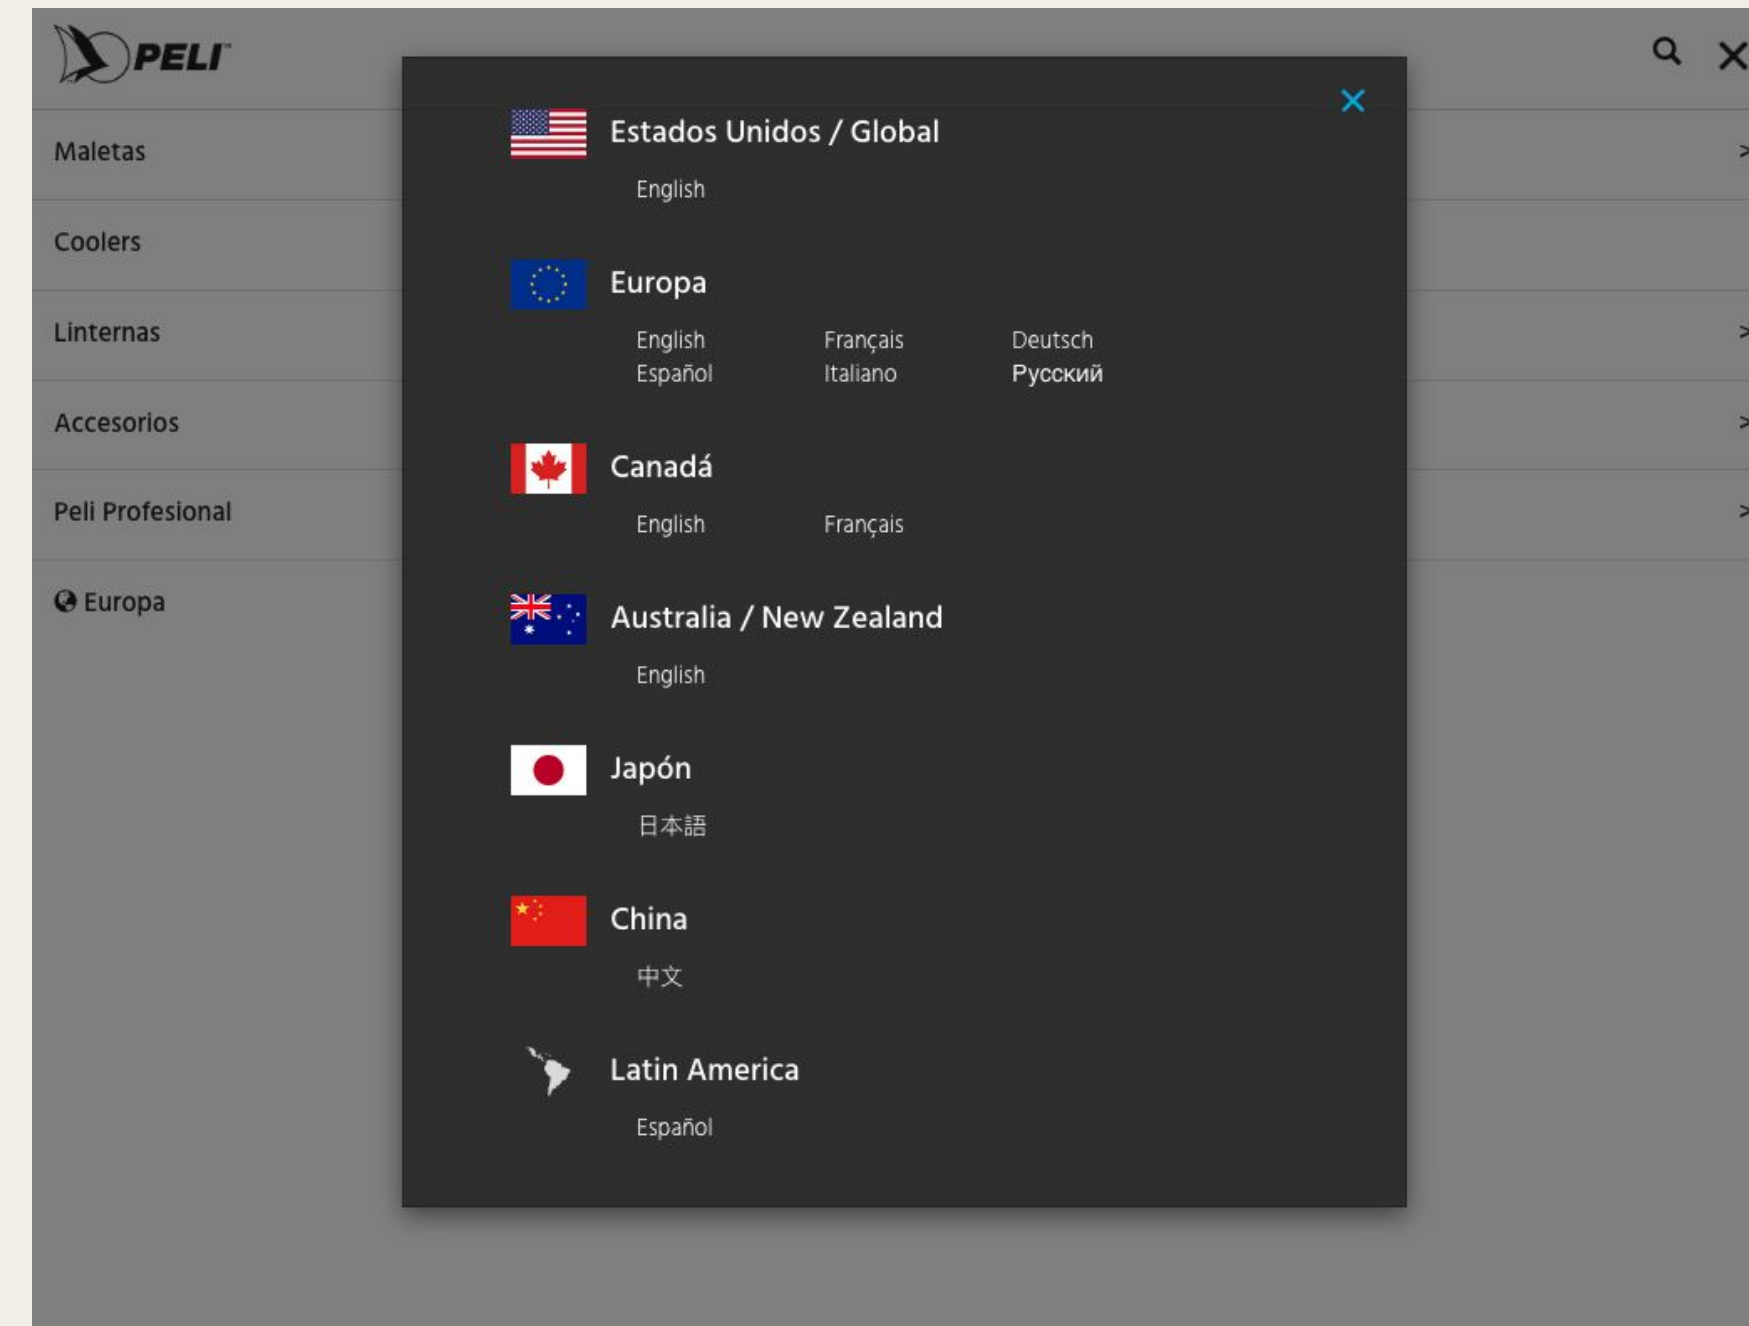 PELI™
Maletas
>
Coolers
Linternas
>
Accesorios
>
Peli Profesional
>
Europa
Estados Unidos / Global
English
Europa
English Français Deutsch
Español Italiano Русский
Canadá
English Français
Australia / New Zealand
English
Japón
日本語
China
中文
Latin America
Español